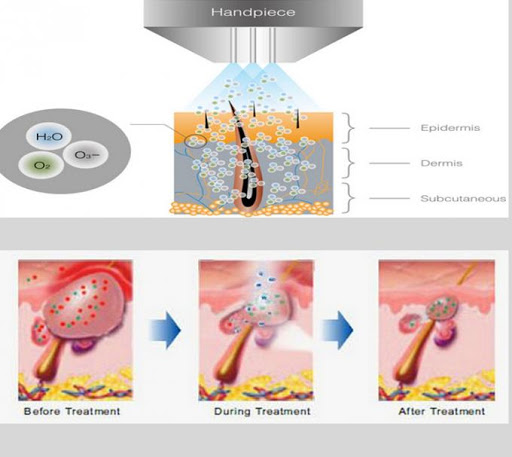 Handpiece
H₂O
O₃−
O₂
Epidermis
Dermis
Subcutaneous
Before Treatment
During Treatment
After Treatment